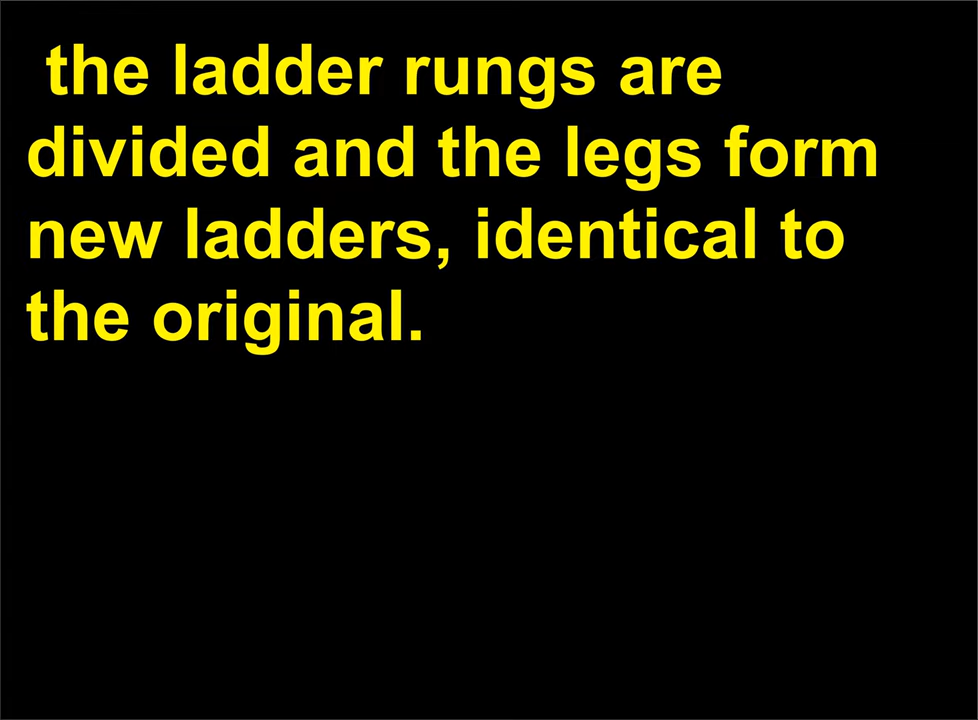 the ladder rungs are
divided and the legs form
new ladders, identical to
the original.